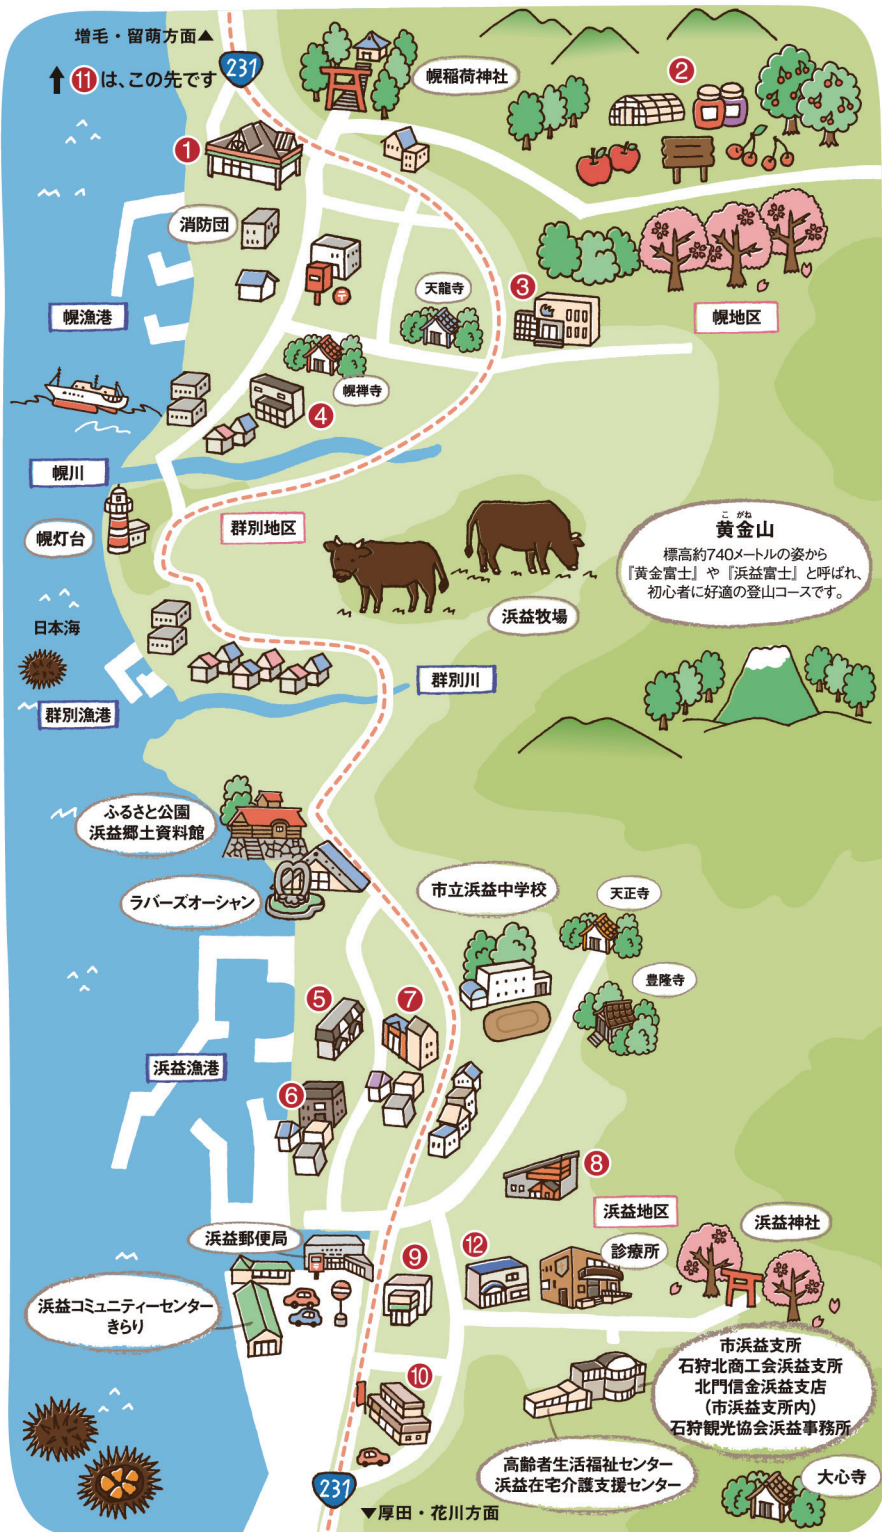 増毛・留萌方面▲
231
↑⑪は、この先です
幌稲荷神社
❷
❶
消防団
天龍寺
❸
幌漁港
幌地区
〒
幌禅寺
❹
幌川
幌灯台
群別地区
こがね
黄金山
標高約740メートルの姿から
『黄金富士』や『浜益富士』と呼ばれ、
初心者に好適の登山コースです。
浜益牧場
日本海
群別川
群別漁港
ふるさと公園
浜益郷土資料館
ラバーズオーシャン
市立浜益中学校
天正寺
豊隆寺
❺
❼
浜益漁港
❻
❽
浜益地区
浜益神社
浜益郵便局
診療所
❾
⓬
浜益コミュニティーセンター
きらり
市浜益支所
石狩北商工会浜益支所
北門信金浜益支店
(市浜益支所内)
石狩観光協会浜益事務所
❿
高齢者生活福祉センター
浜益在宅介護支援センター
大心寺
231
▼厚田・花川方面